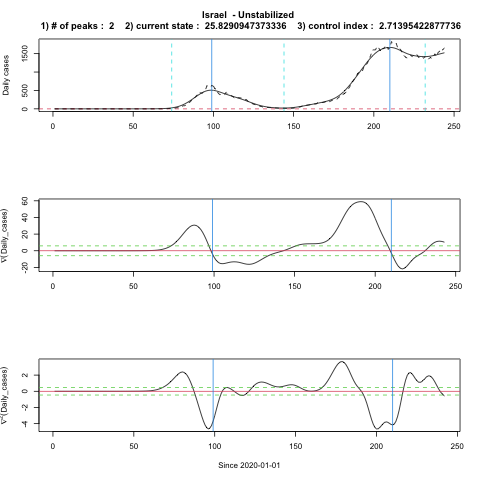 Israel - Unstabilized
1) # of peaks : 2 2) current state : 25.8290947373336 3) control index : 2.71395422877736
Daily cases
0 500 1500
0 50 100 150 200 250
∇(Daily_cases)
-20 0 20 40 60
0 50 100 150 200 250
∇²(Daily_cases)
-4 -2 0 2
0 50 100 150 200 250
Since 2020-01-01